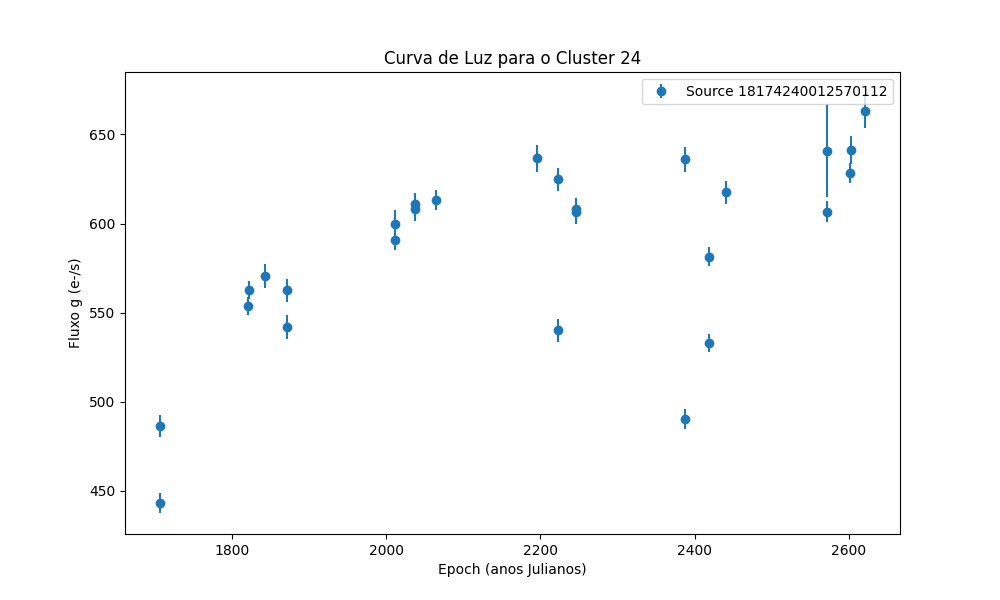 Curva de Luz para o Cluster 24
Source 18174240012570112
650
600
550
500
450
Fluxo g (e-/s)
1800 2000 2200 2400 2600
Epoch (anos Julianos)